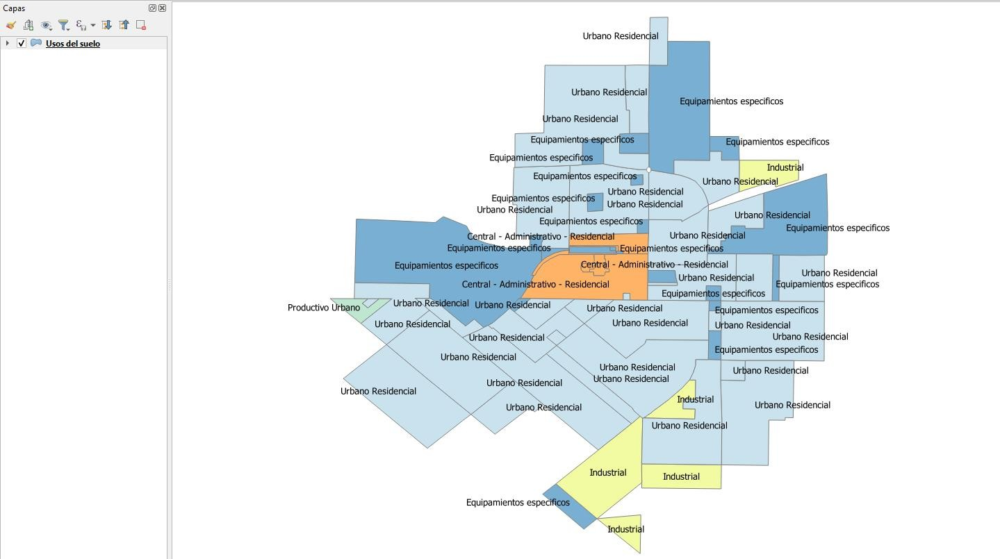 Capas
Usos del suelo
Urbano Residencial
Urbano Residencial
Equipamientos especificos
Urbano Residencial
Equipamientos especificos
Equipamientos especificos
Equipamientos especificos
Industrial
Equipamientos especificos
Urbano Residencial
Urbano Residencial
Equipamientos especificos
Urbano Residencial
Urbano Residencial
Urbano Residencial
Equipamientos especificos
Equipamientos especificos
Central - Administrativo - Residencial
Urbano Residencial
Equipamientos especificos
Equipamientos especificos
Equipamientos especificos
Central - Administrativo - Residencial
Urbano Residencial
Urbano Residencial
Central - Administrativo - Residencial
Equipamientos especificos
Equipamientos especificos
Productivo Urbano
Urbano Residencial
Urbano Residencial
Urbano Residencial
Equipamientos especificos
Urbano Residencial
Urbano Residencial
Urbano Residencial
Urbano Residencial
Urbano Residencial
Equipamientos especificos
Urbano Residencial
Urbano Residencial
Urbano Residencial
Urbano Residencial
Urbano Residencial
Urbano Residencial
Industrial
Urbano Residencial
Urbano Residencial
Urbano Residencial
Industrial
Industrial
Equipamientos especificos
Industrial